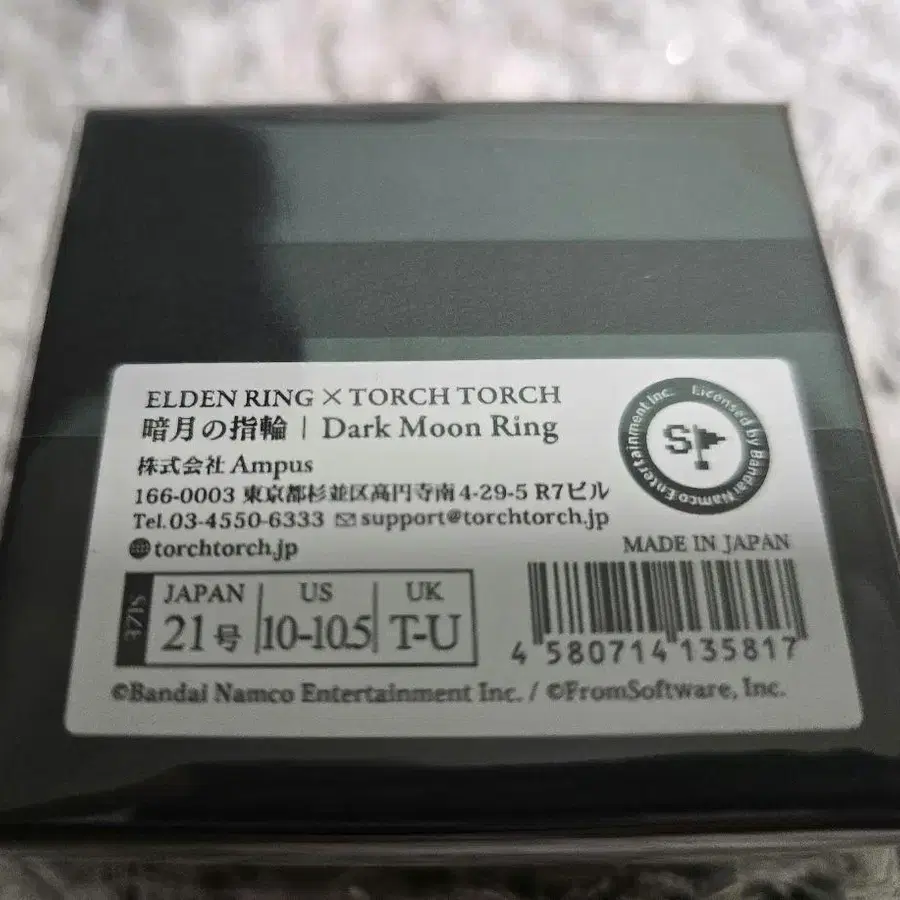 ELDEN RING × TORCH TORCH
暗月の指輪 | Dark Moon Ring
株式会社 Ampus
166-0003 東京都杉並区高円寺南4-29-5 R7ビル
Tel.03-4550-6333 support@torchtorch.jp
torchtorch.jp
Licensed by Bandai Namco Entertainment Inc.
SP
MADE IN JAPAN
SIZE
JAPAN US UK
21号 10-10.5 T-U
4 580714 135817
©Bandai Namco Entertainment Inc. / ©FromSoftware, Inc.